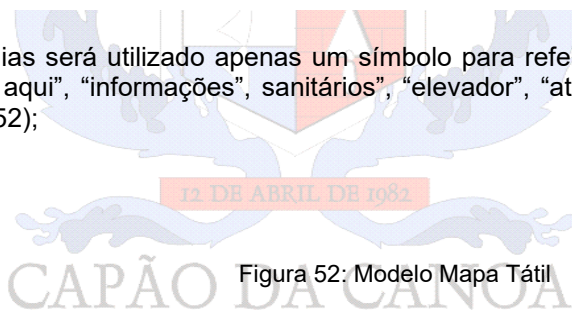 ias será utilizado apenas um símbolo para refe
aqui”, “informações”, sanitários”, “elevador”, “at
52);
12 DE ABRIL DE 1982
Figura 52: Modelo Mapa Tátil
CAPÃO DA CANOA